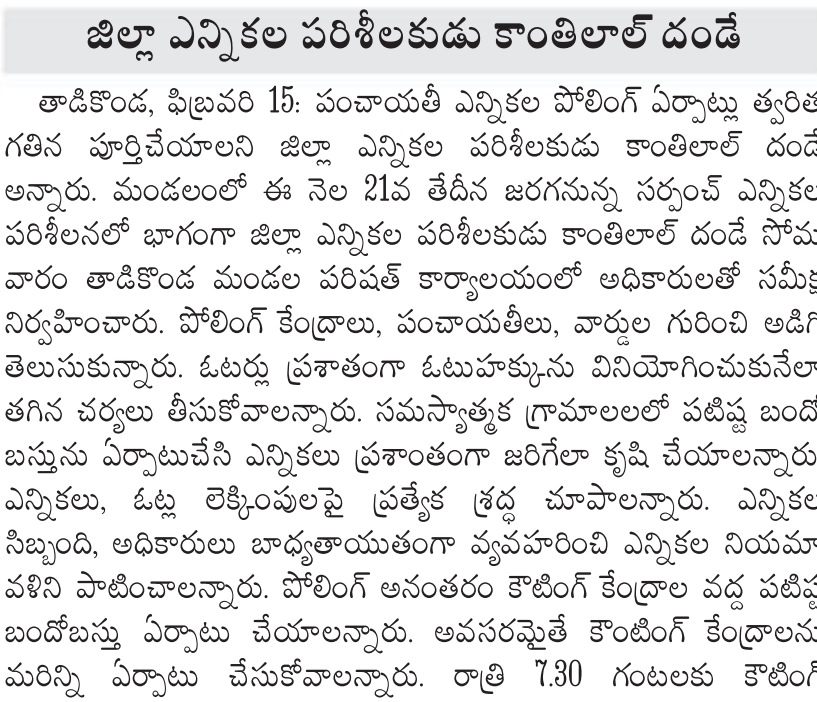 జిల్లా ఎన్నికల పరిశీలకుడు కాంతిలాల్ దండే
తాడికొండ, ఫిబ్రవరి 15: పంచాయతీ ఎన్నికల పోలింగ్ ఏర్పాట్లు త్వరిత
గతిన పూర్తిచేయాలని జిల్లా ఎన్నికల పరిశీలకుడు కాంతిలాల్ దండే
అన్నారు. మండలంలో ఈ నెల 21వ తేదీన జరగనున్న సర్పంచ్ ఎన్నికల
పరిశీలనలో భాగంగా జిల్లా ఎన్నికల పరిశీలకుడు కాంతిలాల్ దండే సోమ
వారం తాడికొండ మండల పరిషత్ కార్యాలయంలో అధికారులతో సమీక్ష
నిర్వహించారు. పోలింగ్ కేంద్రాలు, పంచాయతీలు, వార్డుల గురించి అడిగి
తెలుసుకున్నారు. ఓటర్లు ప్రశాతంగా ఓటుహక్కును వినియోగించుకునేలా
తగిన చర్యలు తీసుకోవాలన్నారు. సమస్యాత్మక గ్రామాలలలో పటిష్ట బందో
బస్తును ఏర్పాటుచేసి ఎన్నికలు ప్రశాంతంగా జరిగేలా కృషి చేయాలన్నారు
ఎన్నికలు, ఓట్ల లెక్కింపులపై ప్రత్యేక శ్రద్ధ చూపాలన్నారు. ఎన్నికల
సిబ్బంది, అధికారులు బాధ్యతాయుతంగా వ్యవహరించి ఎన్నికల నియమా
వళిని పాటించాలన్నారు. పోలింగ్ అనంతరం కౌటింగ్ కేంద్రాల వద్ద పటిష్ట
బందోబస్తు ఏర్పాటు చేయాలన్నారు. అవసరమైతే కౌంటింగ్ కేంద్రాలను
మరిన్ని ఏర్పాటు చేసుకోవాలన్నారు. రాత్రి 7.30 గంటలకు కౌటింగ్